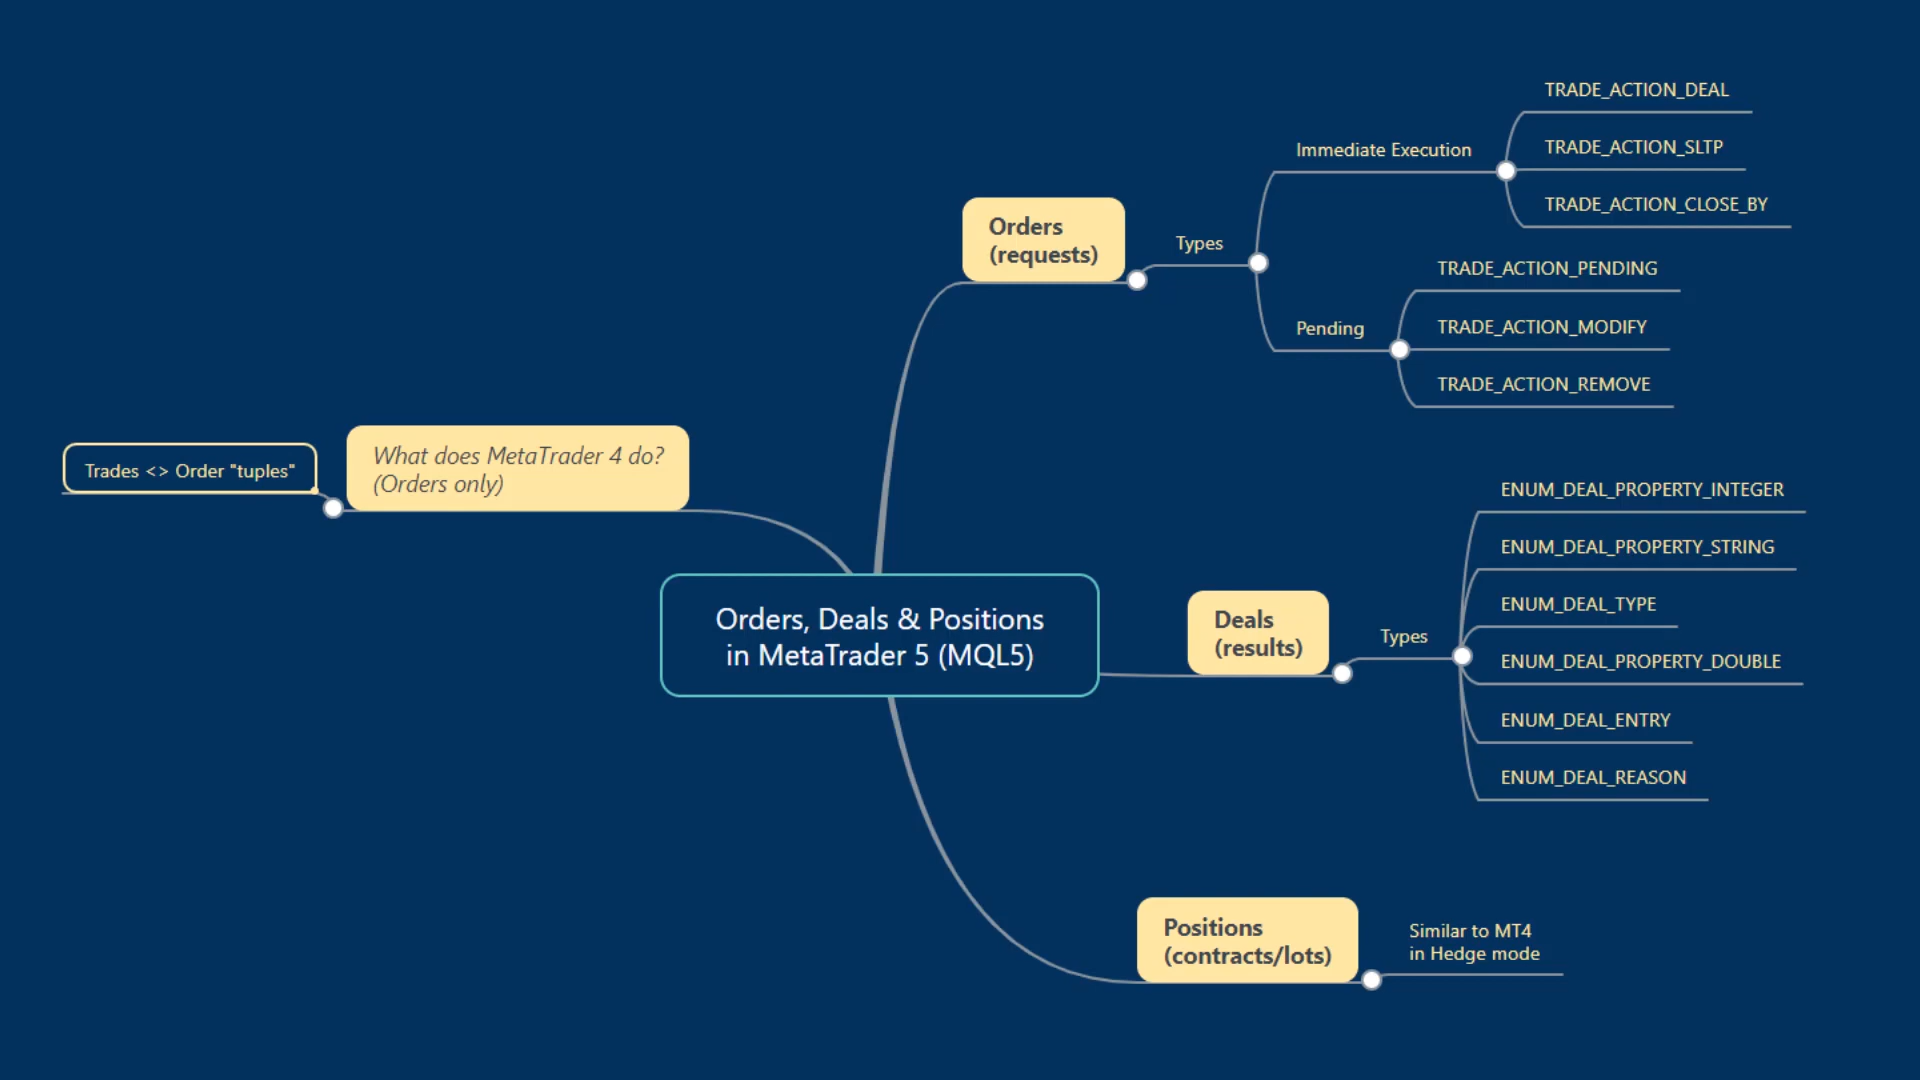 TRADE_ACTION_DEAL
Immediate Execution
TRADE_ACTION_SLTP
TRADE_ACTION_CLOSE_BY
Orders
(requests)
Types
TRADE_ACTION_PENDING
Pending
TRADE_ACTION_MODIFY
TRADE_ACTION_REMOVE
Trades <> Order "tuples"
What does MetaTrader 4 do?
(Orders only)
Orders, Deals & Positions
in MetaTrader 5 (MQL5)
Deals
(results)
Types
ENUM_DEAL_PROPERTY_INTEGER
ENUM_DEAL_PROPERTY_STRING
ENUM_DEAL_TYPE
ENUM_DEAL_PROPERTY_DOUBLE
ENUM_DEAL_ENTRY
ENUM_DEAL_REASON
Positions
(contracts/lots)
Similar to MT4
in Hedge mode